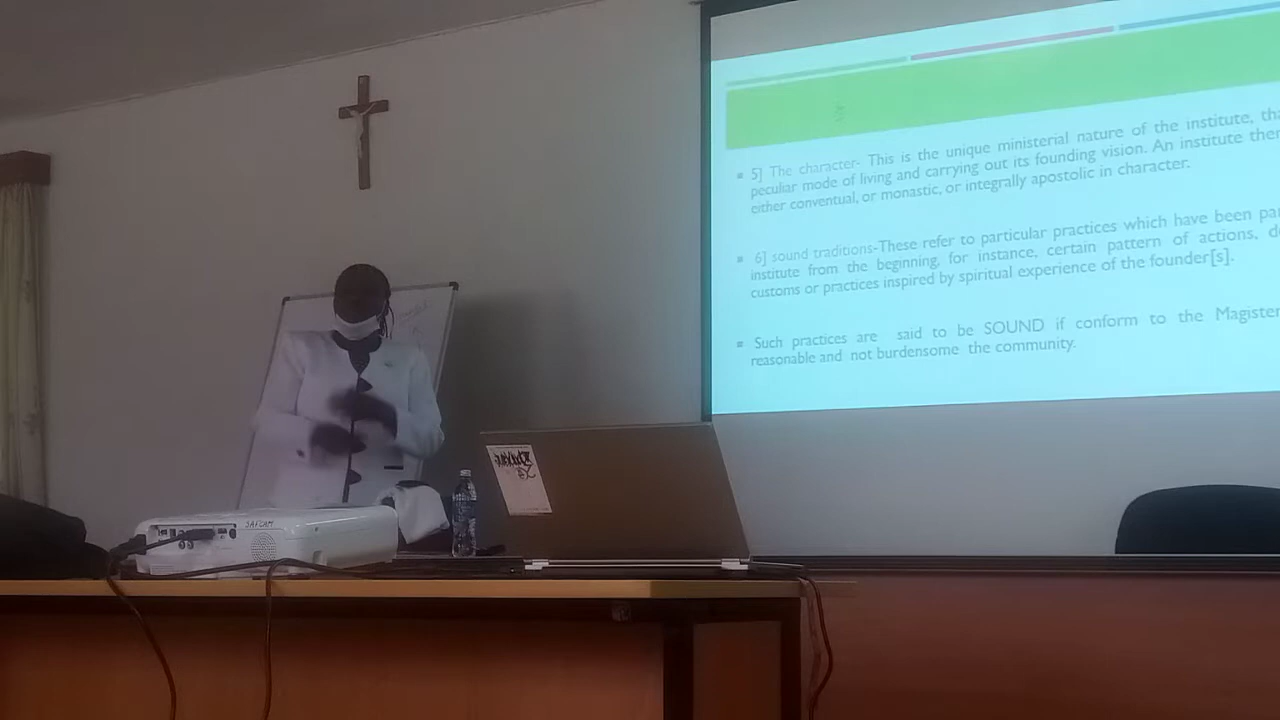 5] The character- This is the unique ministerial nature of the institute,
peculiar mode of living and carrying out its founding vision. An institute
either conventual, or monastic, or integrally apostolic in character.
6] sound traditions-These refer to particular practices which have been
institute from the beginning, for instance, certain pattern of actions,
customs or practices inspired by spiritual experience of the founder[s].
Such practices are said to be SOUND if conform to the
reasonable and not burdensome the community.
SAFCAM